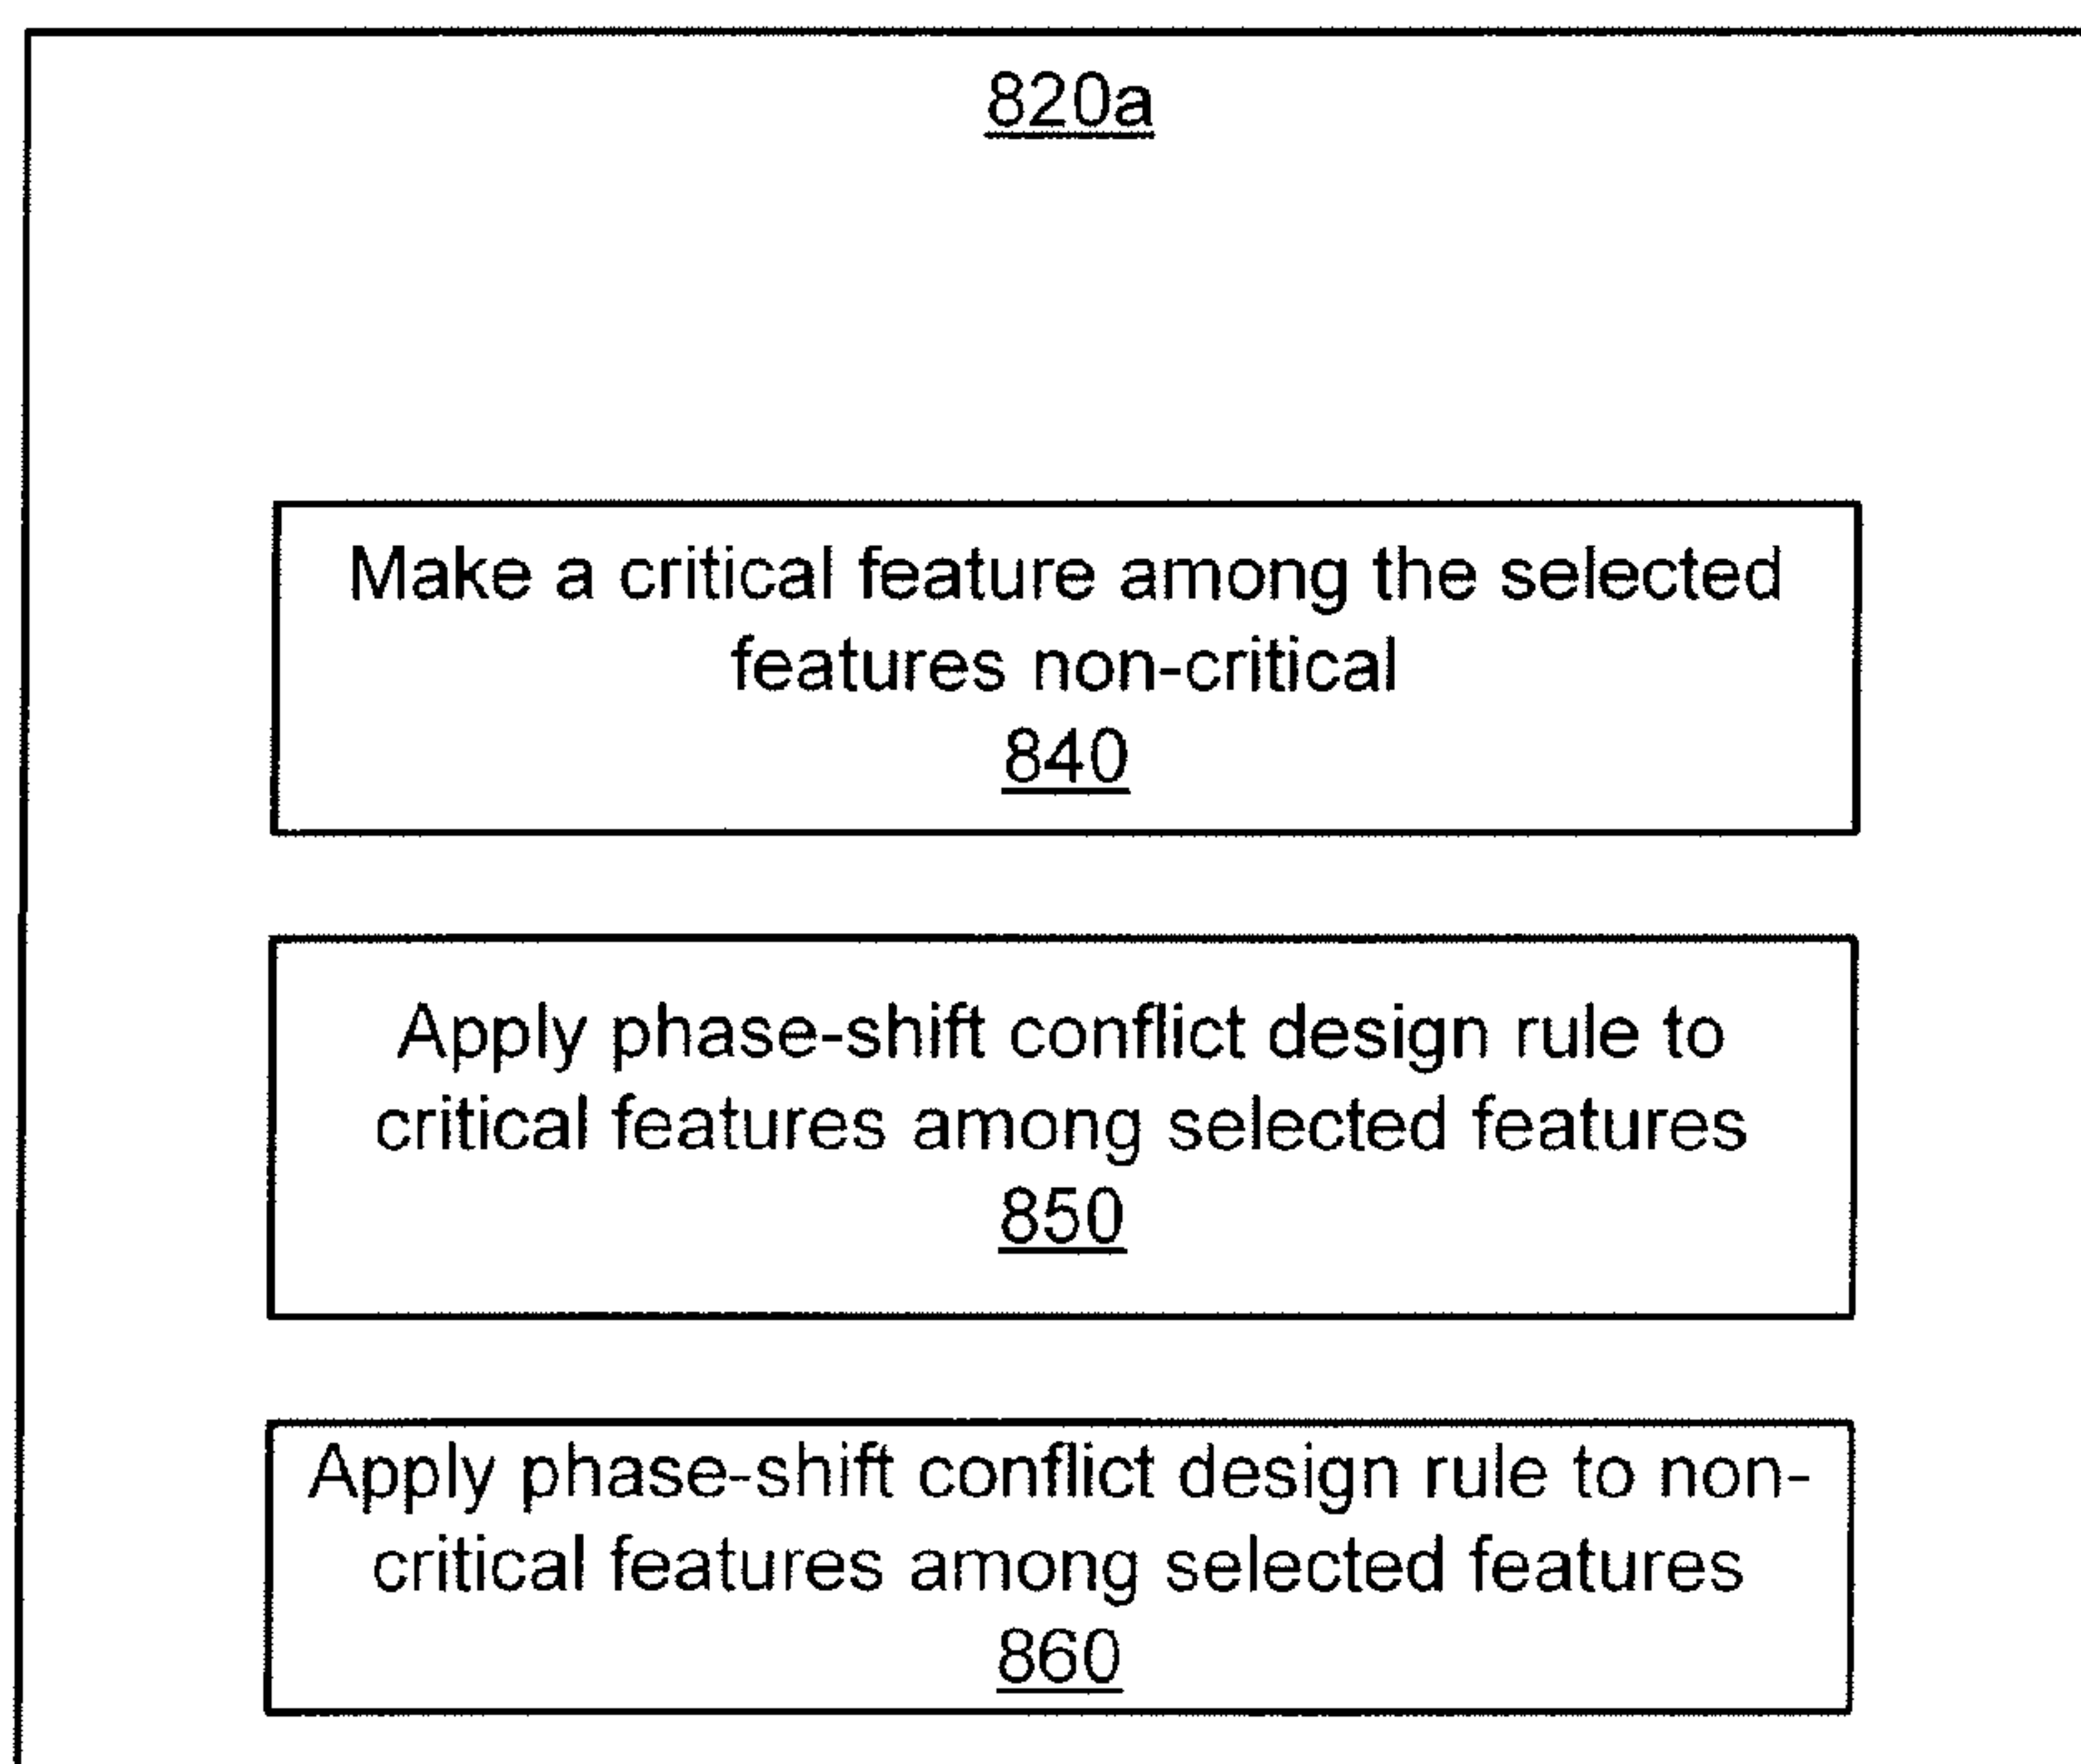 820a
Make a critical feature among the selected
features non-critical
840
Apply phase-shift conflict design rule to
critical features among selected features
850
Apply phase-shift conflict design rule to non-
critical features among selected features
860